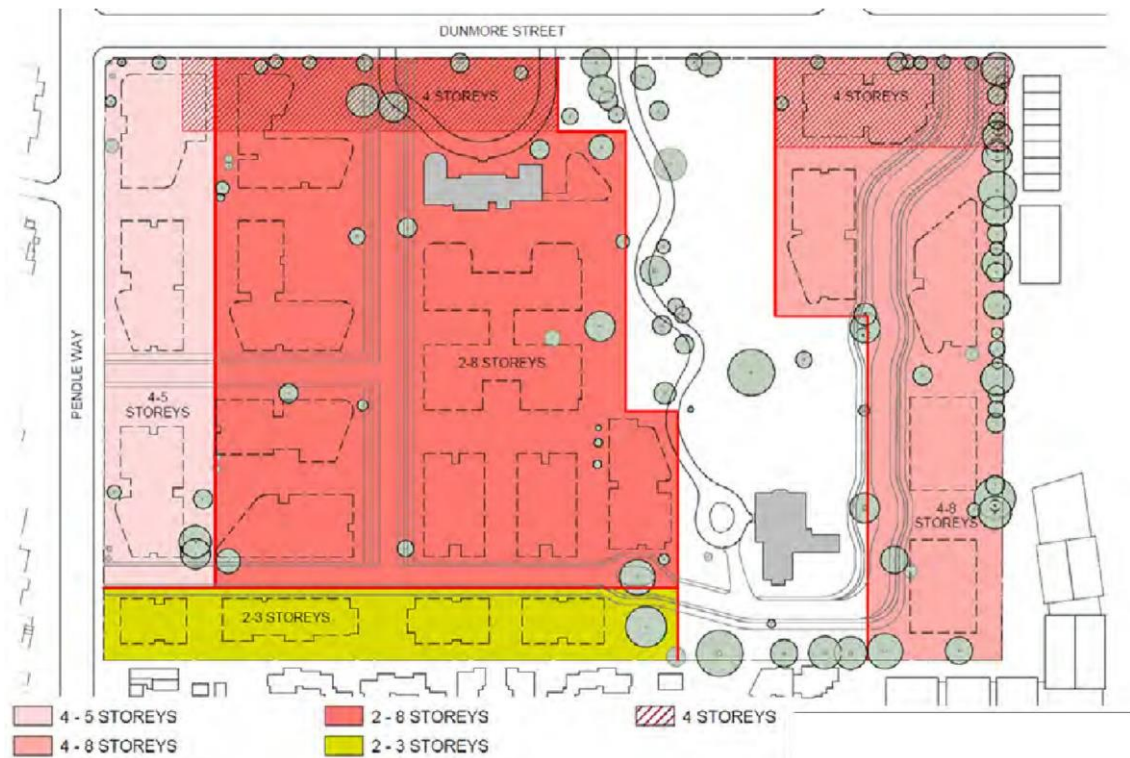 DUNMORE STREET
4 STOREYS
4 STOREYS
PENDLE WAY
2-8 STOREYS
4-5
STOREYS
4-8
STOREYS
2-3 STOREYS
4 - 5 STOREYS
2 - 8 STOREYS
4 STOREYS
4 - 8 STOREYS
2 - 3 STOREYS